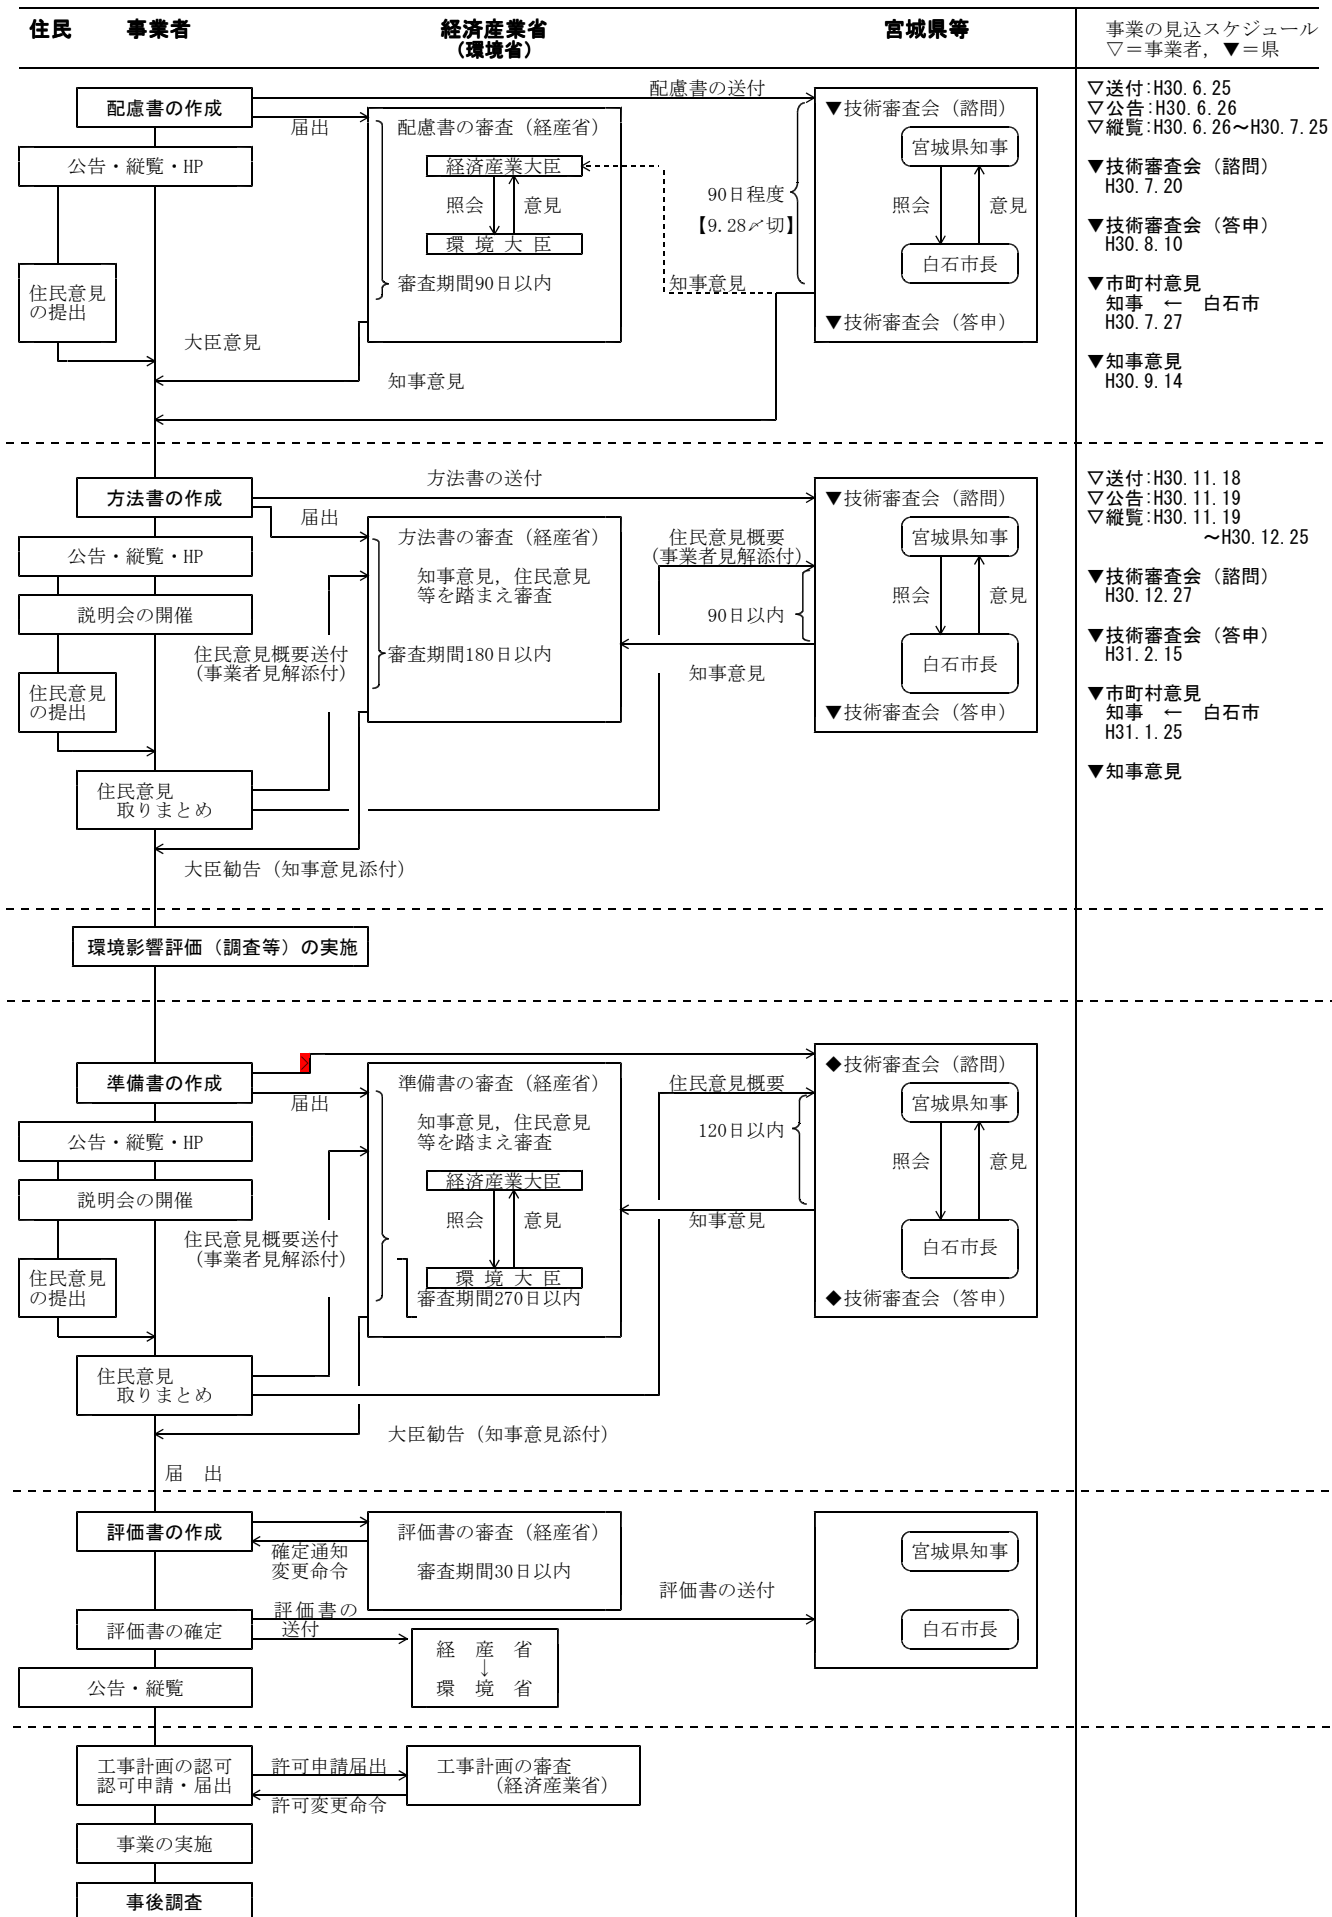 住民
事業者
経済産業省
(環境省)
宮城県等
事業の見込スケジュール
▽＝事業者，▼＝県
配慮書の作成
届出
公告・縦覧・HP
住民意見
の提出
配慮書の送付
配慮書の審査（経産省）
経済産業大臣
照会
意見
環 境 大 臣
審査期間90日以内
大臣意見
知事意見
90日程度
【9.28〆切】
知事意見
▼技術審査会（諮問）
宮城県知事
照会
意見
白石市長
▼技術審査会（答申）
▽送付:H30.6.25
▽公告:H30.6.26
▽縦覧:H30.6.26～H30.7.25
▼技術審査会（諮問）
H30.7.20
▼技術審査会（答申）
H30.8.10
▼市町村意見
知事　←　白石市
H30.7.27
▼知事意見
H30.9.14
方法書の作成
届出
公告・縦覧・HP
説明会の開催
住民意見
の提出
住民意見
取りまとめ
住民意見概要送付
(事業者見解添付)
方法書の送付
方法書の審査（経産省）
知事意見，住民意見
等を踏まえ審査
審査期間180日以内
大臣勧告（知事意見添付）
住民意見概要
(事業者見解添付)
90日以内
知事意見
▼技術審査会（諮問）
宮城県知事
照会
意見
白石市長
▼技術審査会（答申）
▽送付:H30.11.18
▽公告:H30.11.19
▽縦覧:H30.11.19
～H30.12.25
▼技術審査会（諮問）
H30.12.27
▼技術審査会（答申）
H31.2.15
▼市町村意見
知事　←　白石市
H31.1.25
▼知事意見
環境影響評価（調査等）の実施
準備書の作成
届出
公告・縦覧・HP
説明会の開催
住民意見
の提出
住民意見
取りまとめ
住民意見概要送付
(事業者見解添付)
準備書の審査（経産省）
知事意見，住民意見
等を踏まえ審査
経済産業大臣
照会
意見
環 境 大 臣
審査期間270日以内
大臣勧告（知事意見添付）
住民意見概要
120日以内
知事意見
◆技術審査会（諮問）
宮城県知事
照会
意見
白石市長
◆技術審査会（答申）
届　出
評価書の作成
確定通知
変更命令
評価書の審査（経産省）
審査期間30日以内
宮城県知事
白石市長
評価書の確定
評価書の
送付
評価書の送付
経　産　省
↓
環　境　省
公告・縦覧
工事計画の認可
認可申請・届出
許可申請届出
許可変更命令
工事計画の審査
（経済産業省）
事業の実施
事後調査